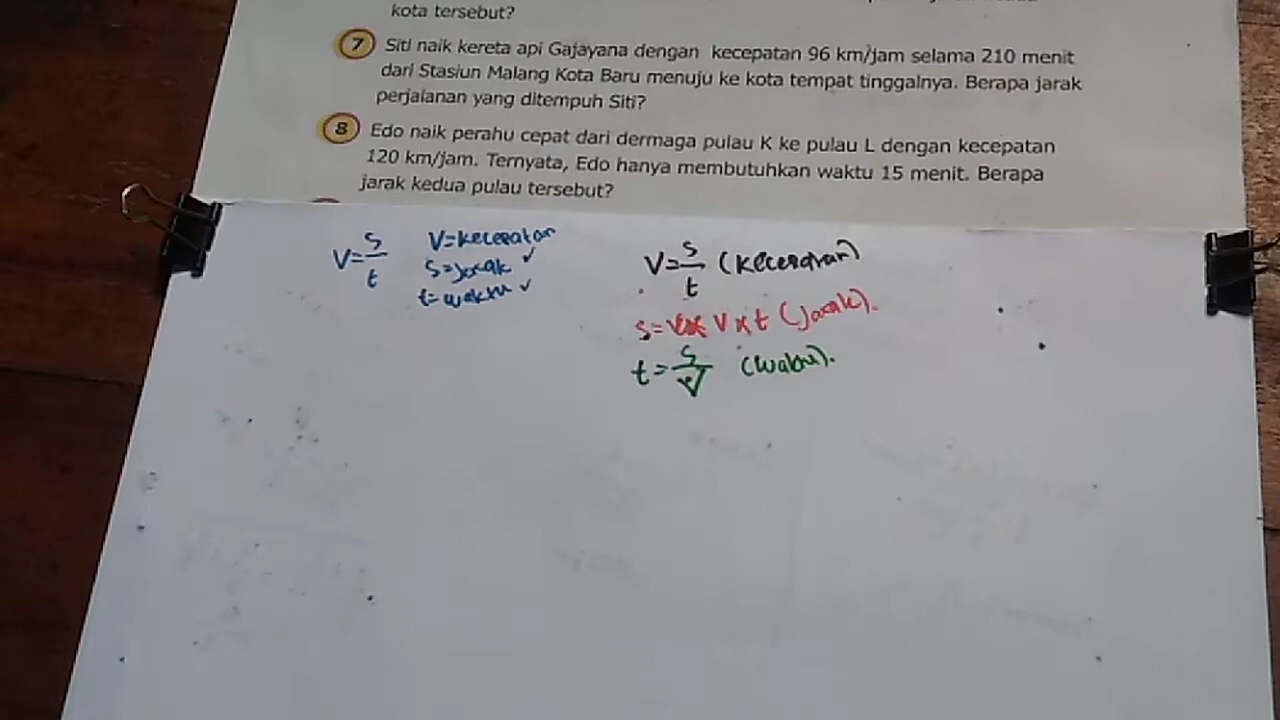 kota tersebut?
7 Siti naik kereta api Gajayana dengan kecepatan 96 km/jam selama 210 menit
dari Stasiun Malang Kota Baru menuju ke kota tempat tinggalnya. Berapa jarak
perjalanan yang ditempuh Siti?
8 Edo naik perahu cepat dari dermaga pulau K ke pulau L dengan kecepatan
120 km/jam. Ternyata, Edo hanya membutuhkan waktu 15 menit. Berapa
jarak kedua pulau tersebut?
V=s/t
V=kecepatan
s=jarak ✓
t=waktu ✓
V=s/t (kecepatan)
s= V x t (jarak).
t=s/v (waktu).